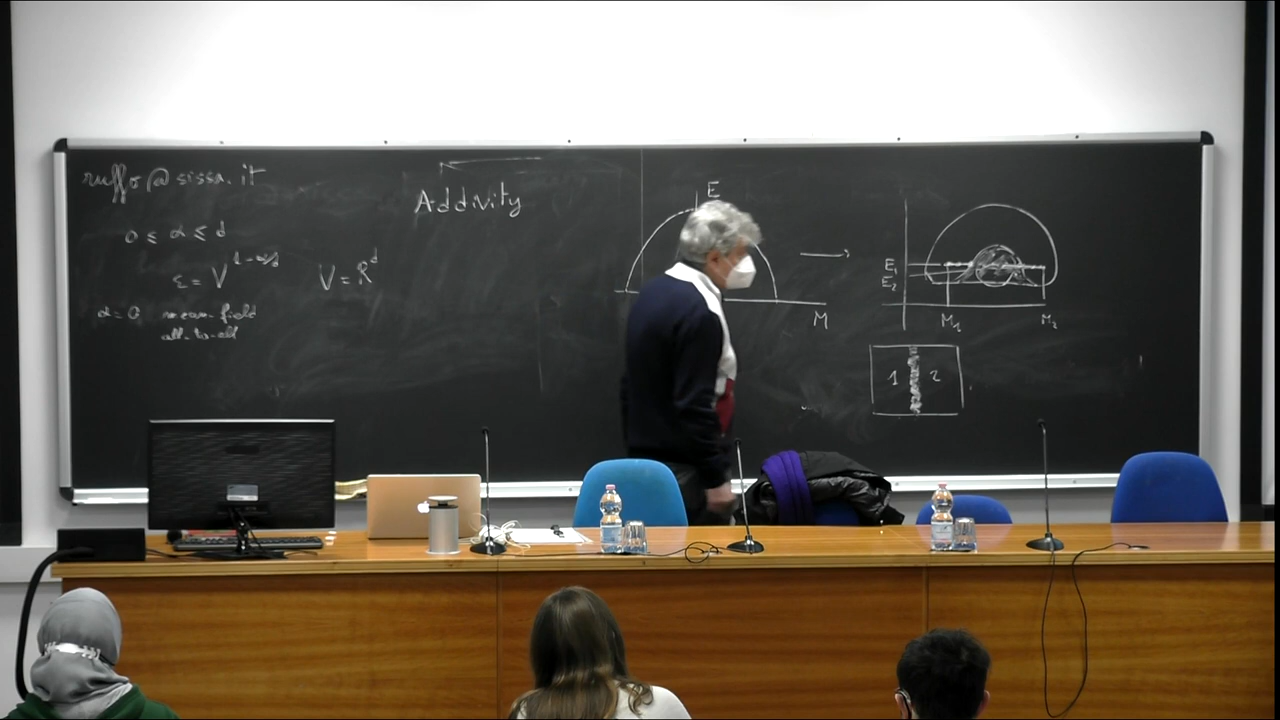 ruffo@sissa.it
0 ≤ α ≤ d
ε = V^{1-α/d} V = R^d
α = 0 mean-field
all-to-all
Addivity
E
M
E₁
E₂
M₁ M₂
1 2